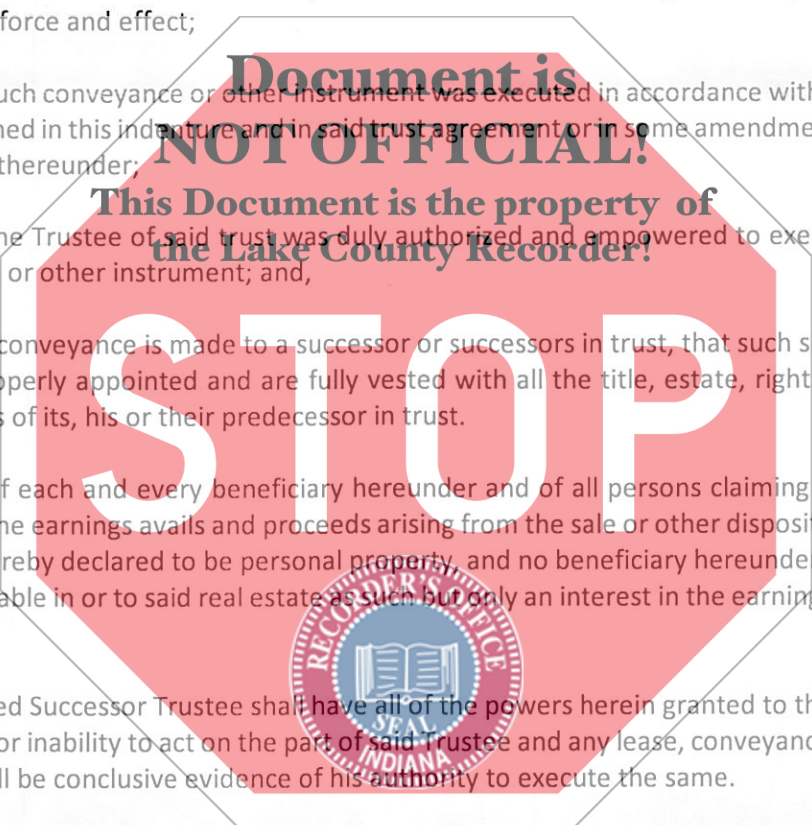 force and effect;
Document is
uch conveyance or other instrument was executed in accordance with
ned in this indenture and in said trust agreement or in some amendme
NOT OFFICIAL!
thereunder;
This Document is the property of
ne Trustee of said trust was duly authorized and empowered to exe
the Lake County Recorder!
or other instrument; and,
conveyance is made to a successor or successors in trust, that such s
STOP
operly appointed and are fully vested with all the title, estate, right
s of its, his or their predecessor in trust.
f each and every beneficiary hereunder and of all persons claiming
ne earnings avails and proceeds arising from the sale or other disposi
reby declared to be personal property, and no beneficiary hereunde
able in or to said real estate as such but only an interest in the earning
RECORDER'S OFFICE
SEAL
INDIANA
ed Successor Trustee shall have all of the powers herein granted to th
or inability to act on the part of said Trustee and any lease, conveyanc
ll be conclusive evidence of his authority to execute the same.